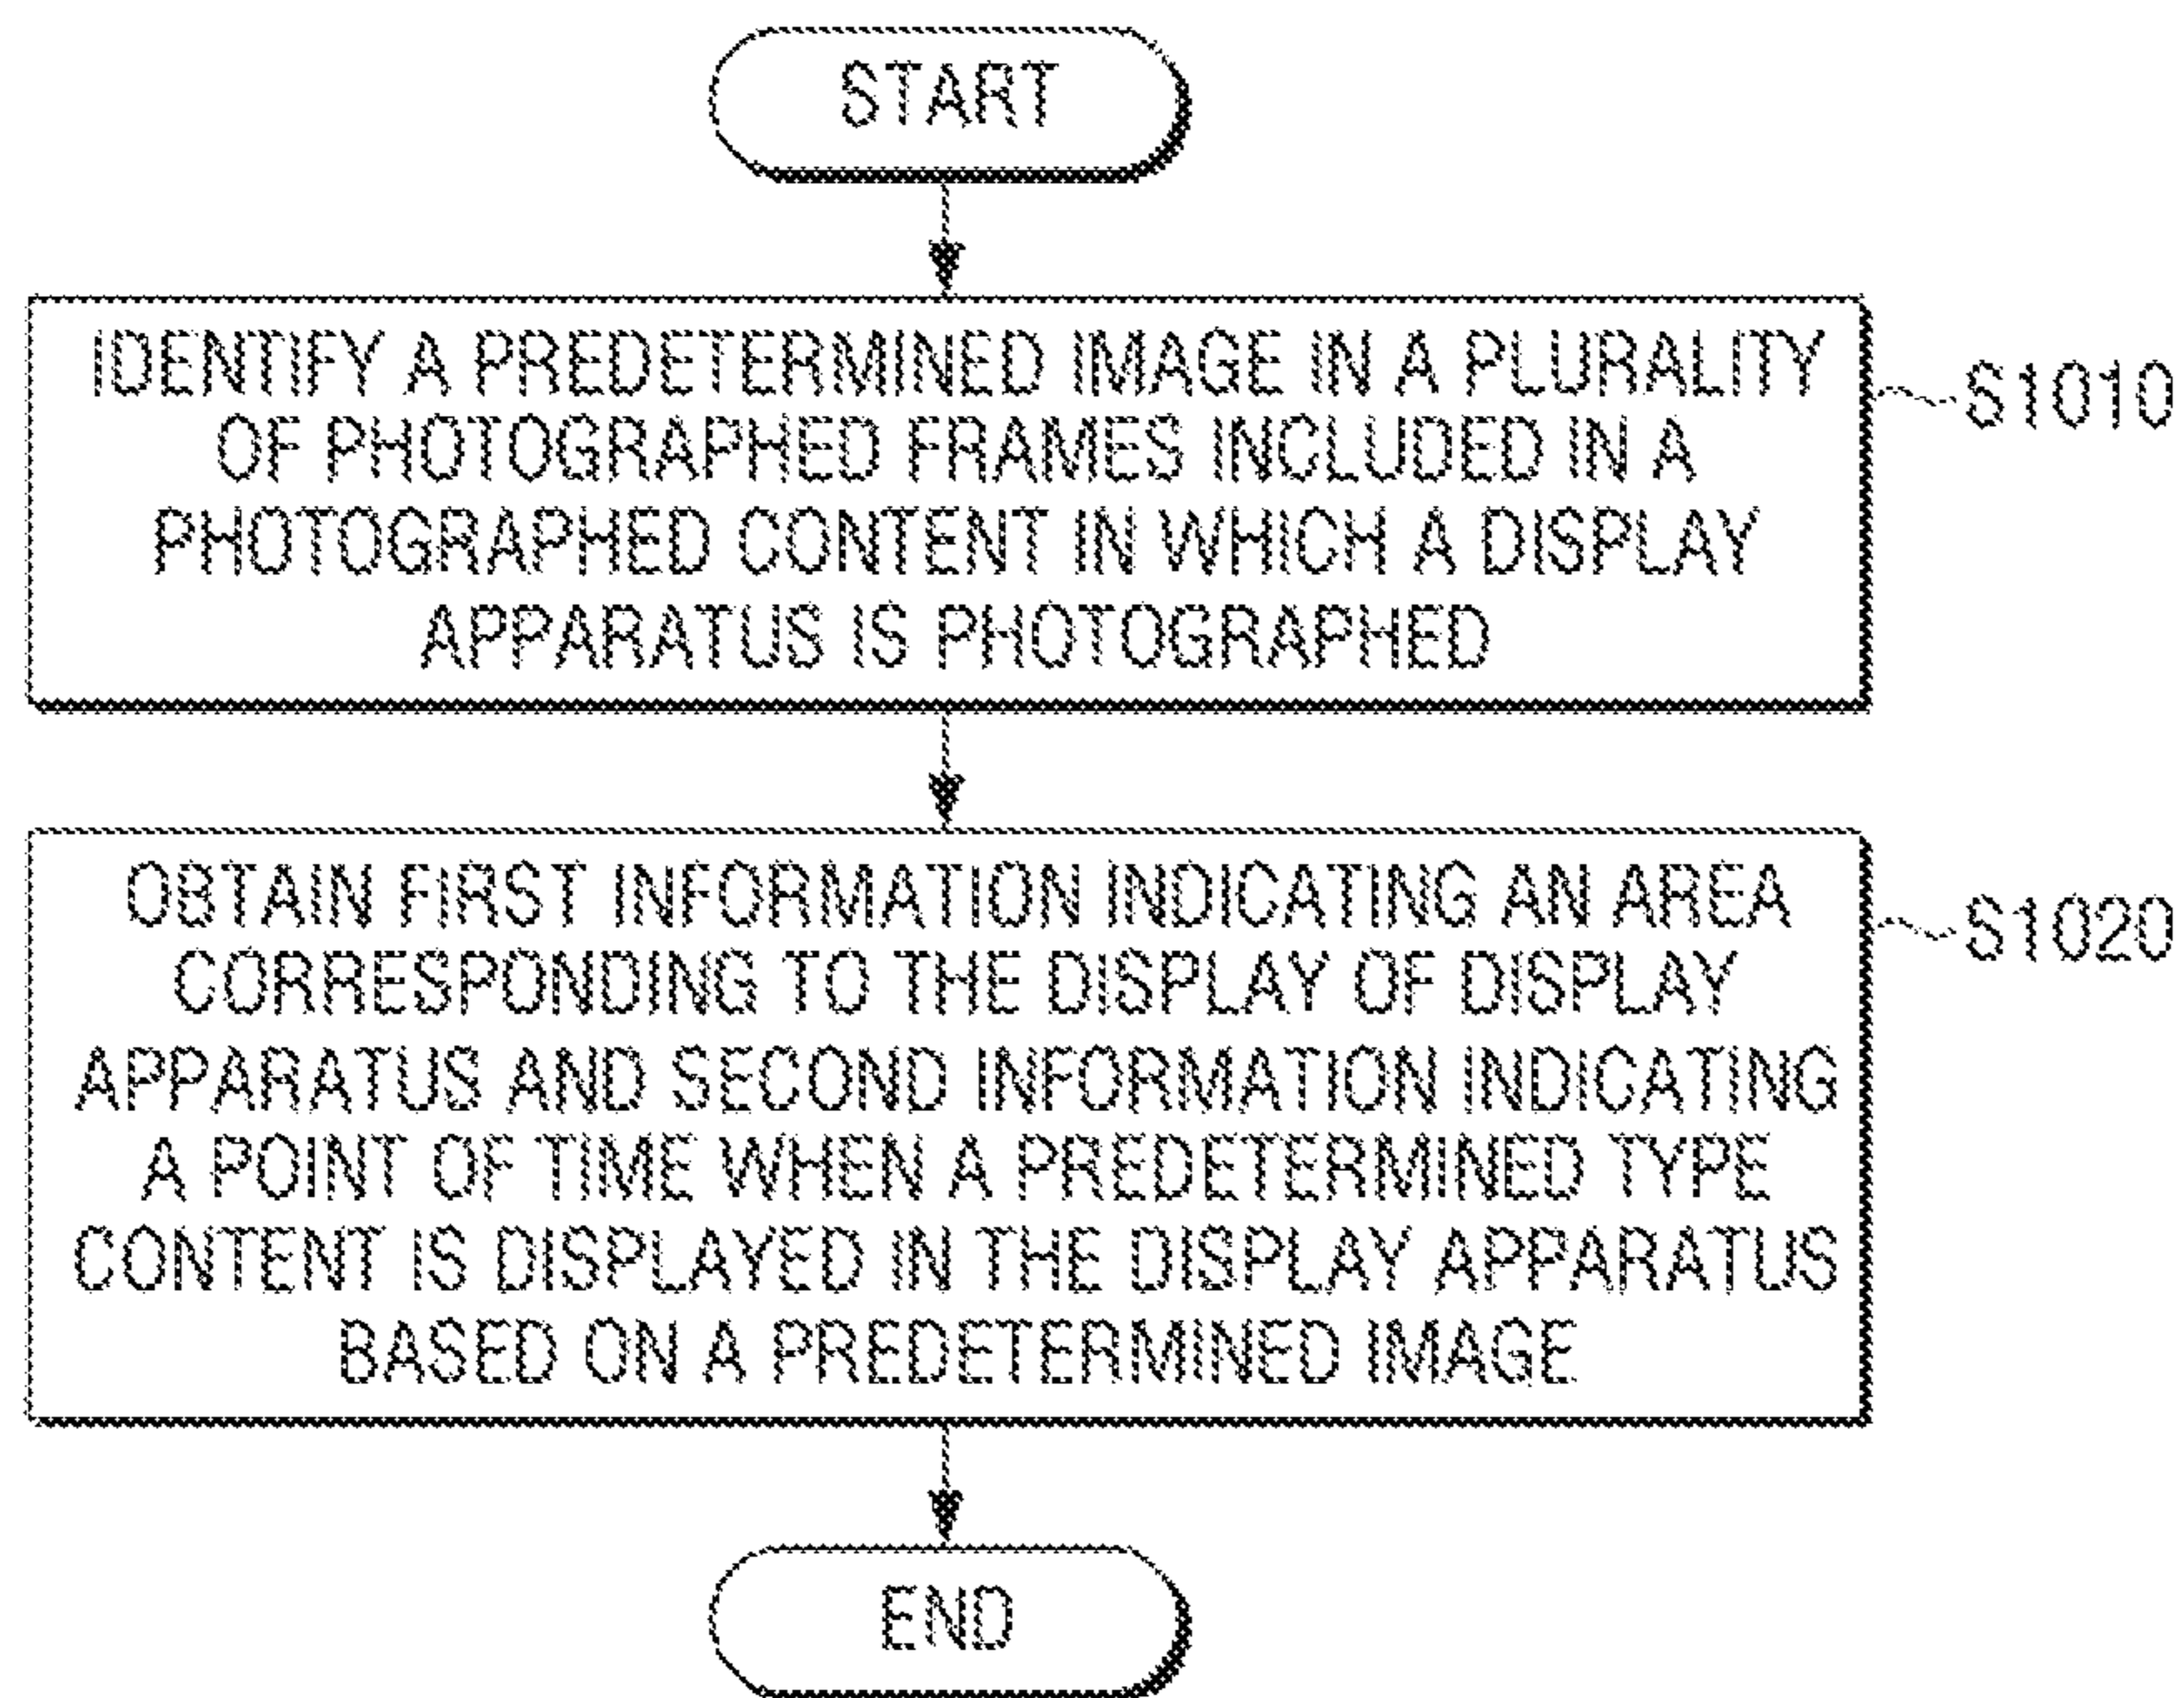 START
IDENTIFY A PREDETERMINED IMAGE IN A PLURALITY
OF PHOTOGRAPHED FRAMES INCLUDED IN A
PHOTOGRAPHED CONTENT IN WHICH A DISPLAY
APPARATUS IS PHOTOGRAPHED
S1010
OBTAIN FIRST INFORMATION INDICATING AN AREA
CORRESPONDING TO THE DISPLAY OF DISPLAY
APPARATUS AND SECOND INFORMATION INDICATING
A POINT OF TIME WHEN A PREDETERMINED TYPE
CONTENT IS DISPLAYED IN THE DISPLAY APPARATUS
BASED ON A PREDETERMINED IMAGE
S1020
END